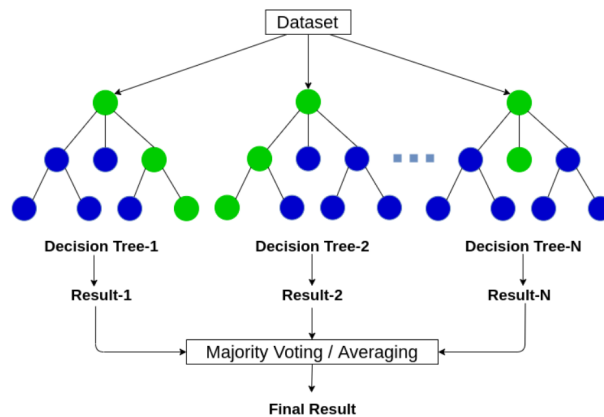 Dataset
Decision Tree-1
Decision Tree-2
Decision Tree-N
Result-1
Result-2
Result-N
Majority Voting / Averaging
Final Result